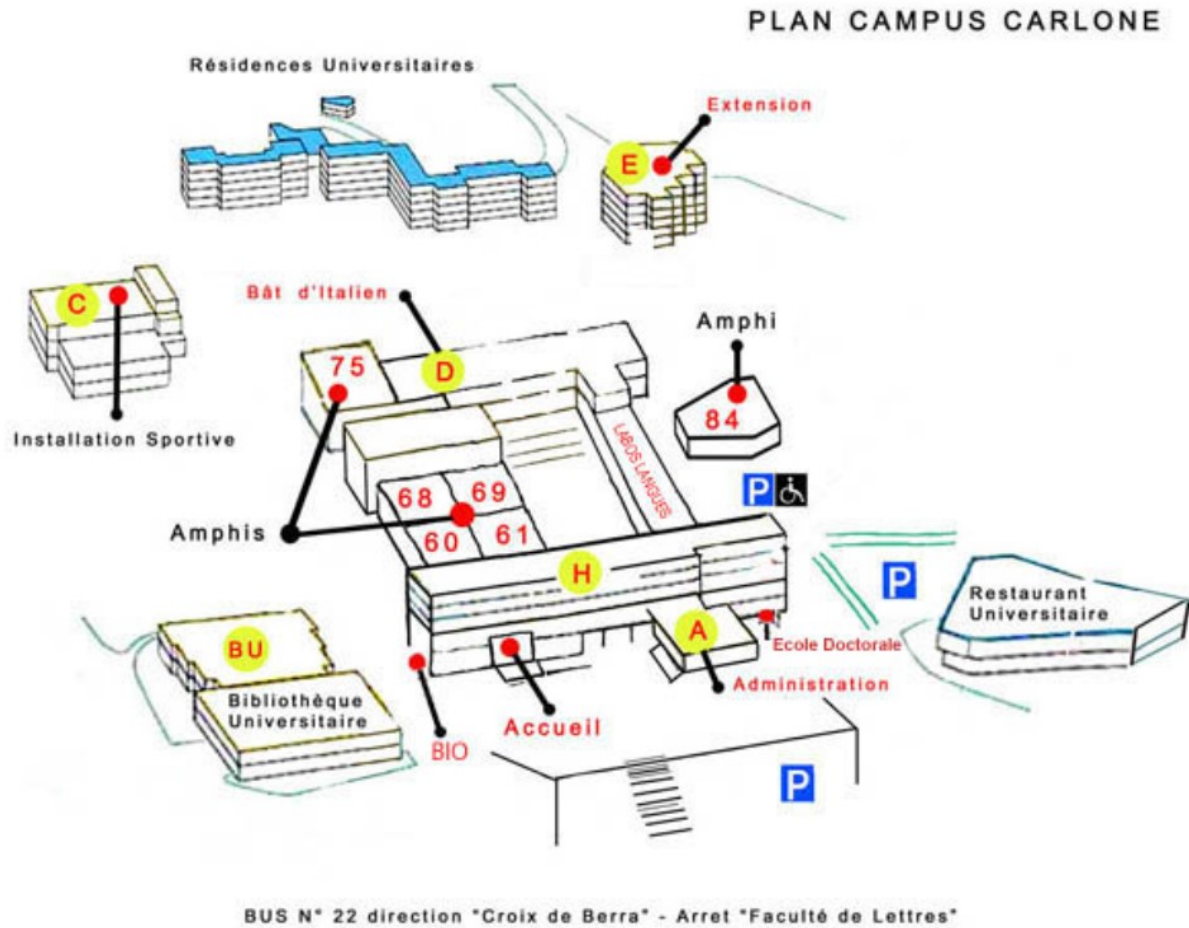 PLAN CAMPUS CARLONE
Résidences Universitaires
Extension
E
C
Bât d'Italien
Amphi
75
D
84
Installation Sportive
LABOS LANGUES
P
68
69
Amphis
60
61
H
P
Restaurant
Universitaire
BU
A
Ecole Doctorale
Bibliothèque
Universitaire
Administration
Accueil
BIO
P
BUS N° 22 direction "Croix de Berra" - Arret "Faculté de Lettres"